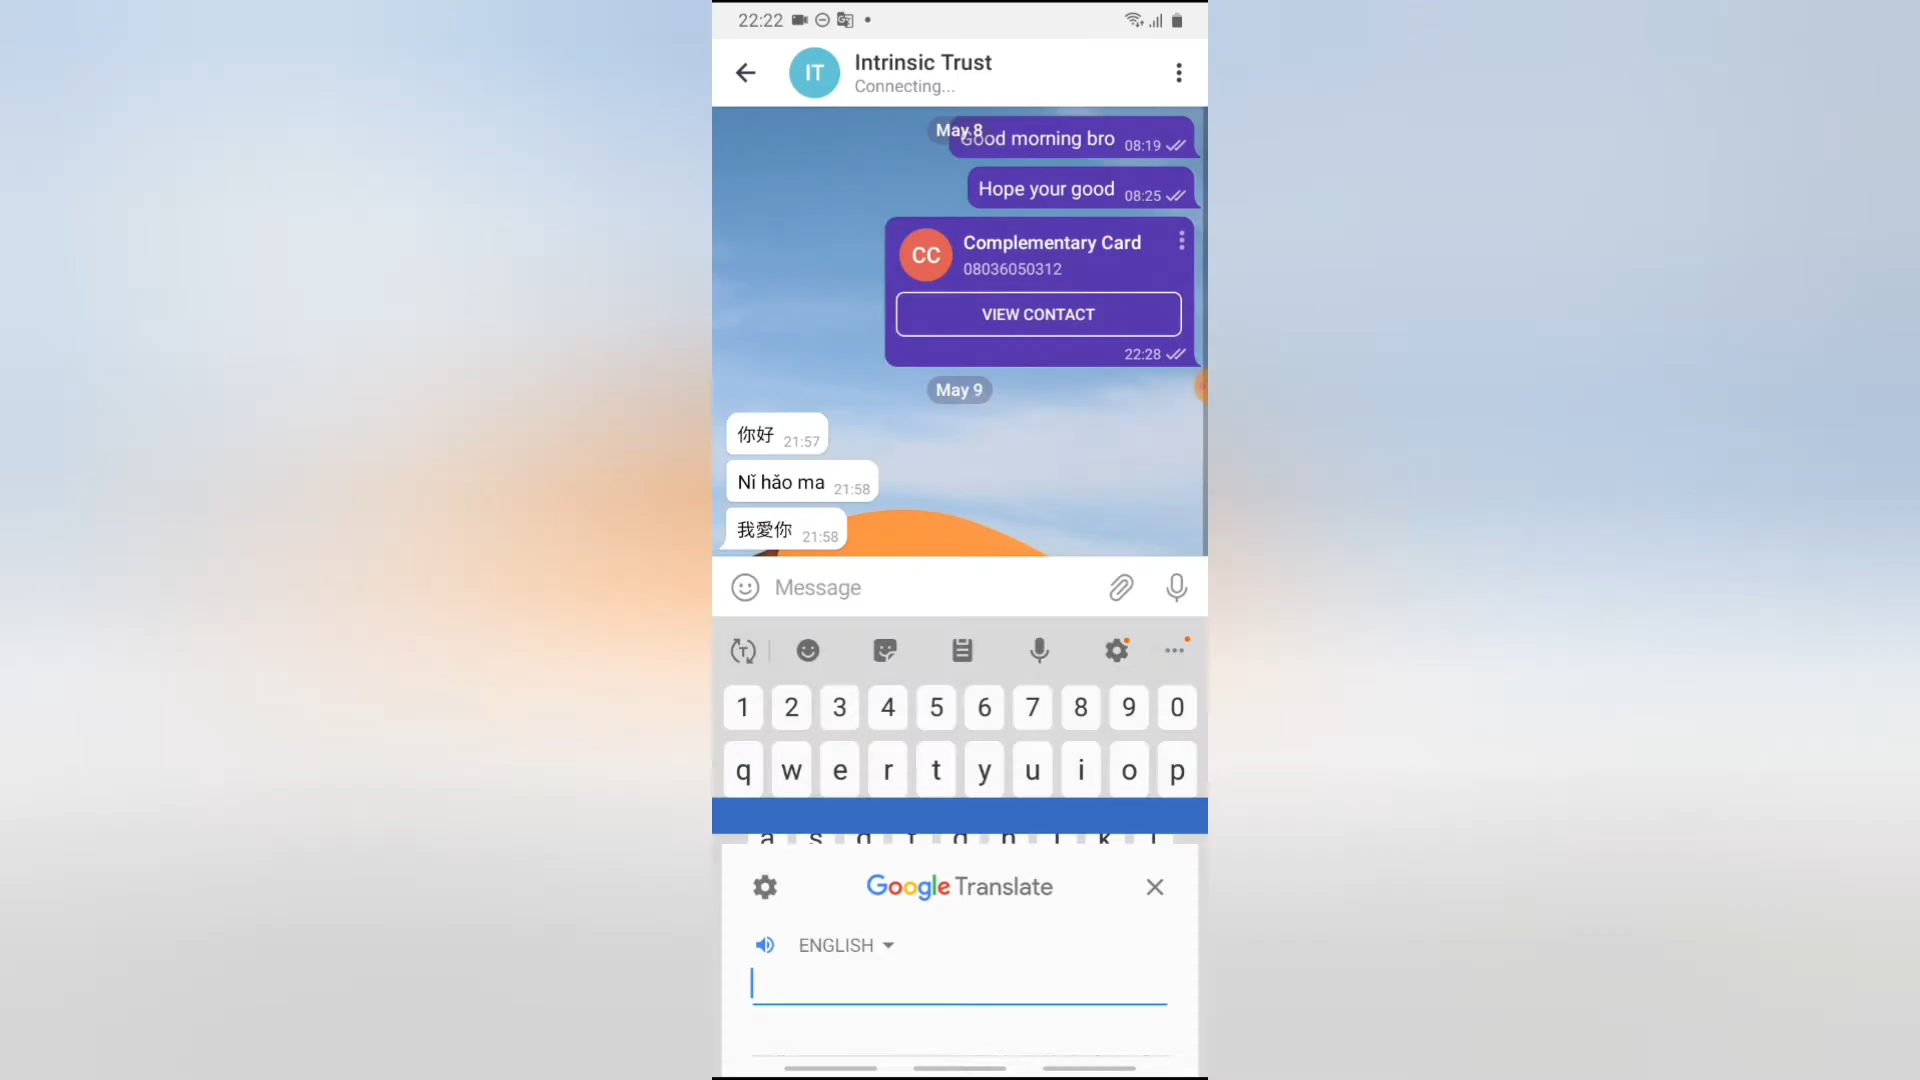 22:22
IT
Intrinsic Trust
Connecting...
May 8
Good morning bro 08:19
Hope your good 08:25
CC
Complementary Card
08036050312
VIEW CONTACT
22:28
May 9
你好 21:57
Nǐ hǎo ma 21:58
我愛你 21:58
Message
1 2 3 4 5 6 7 8 9 0
q w e r t y u i o p
a s d f g h j k l
Google Translate
ENGLISH